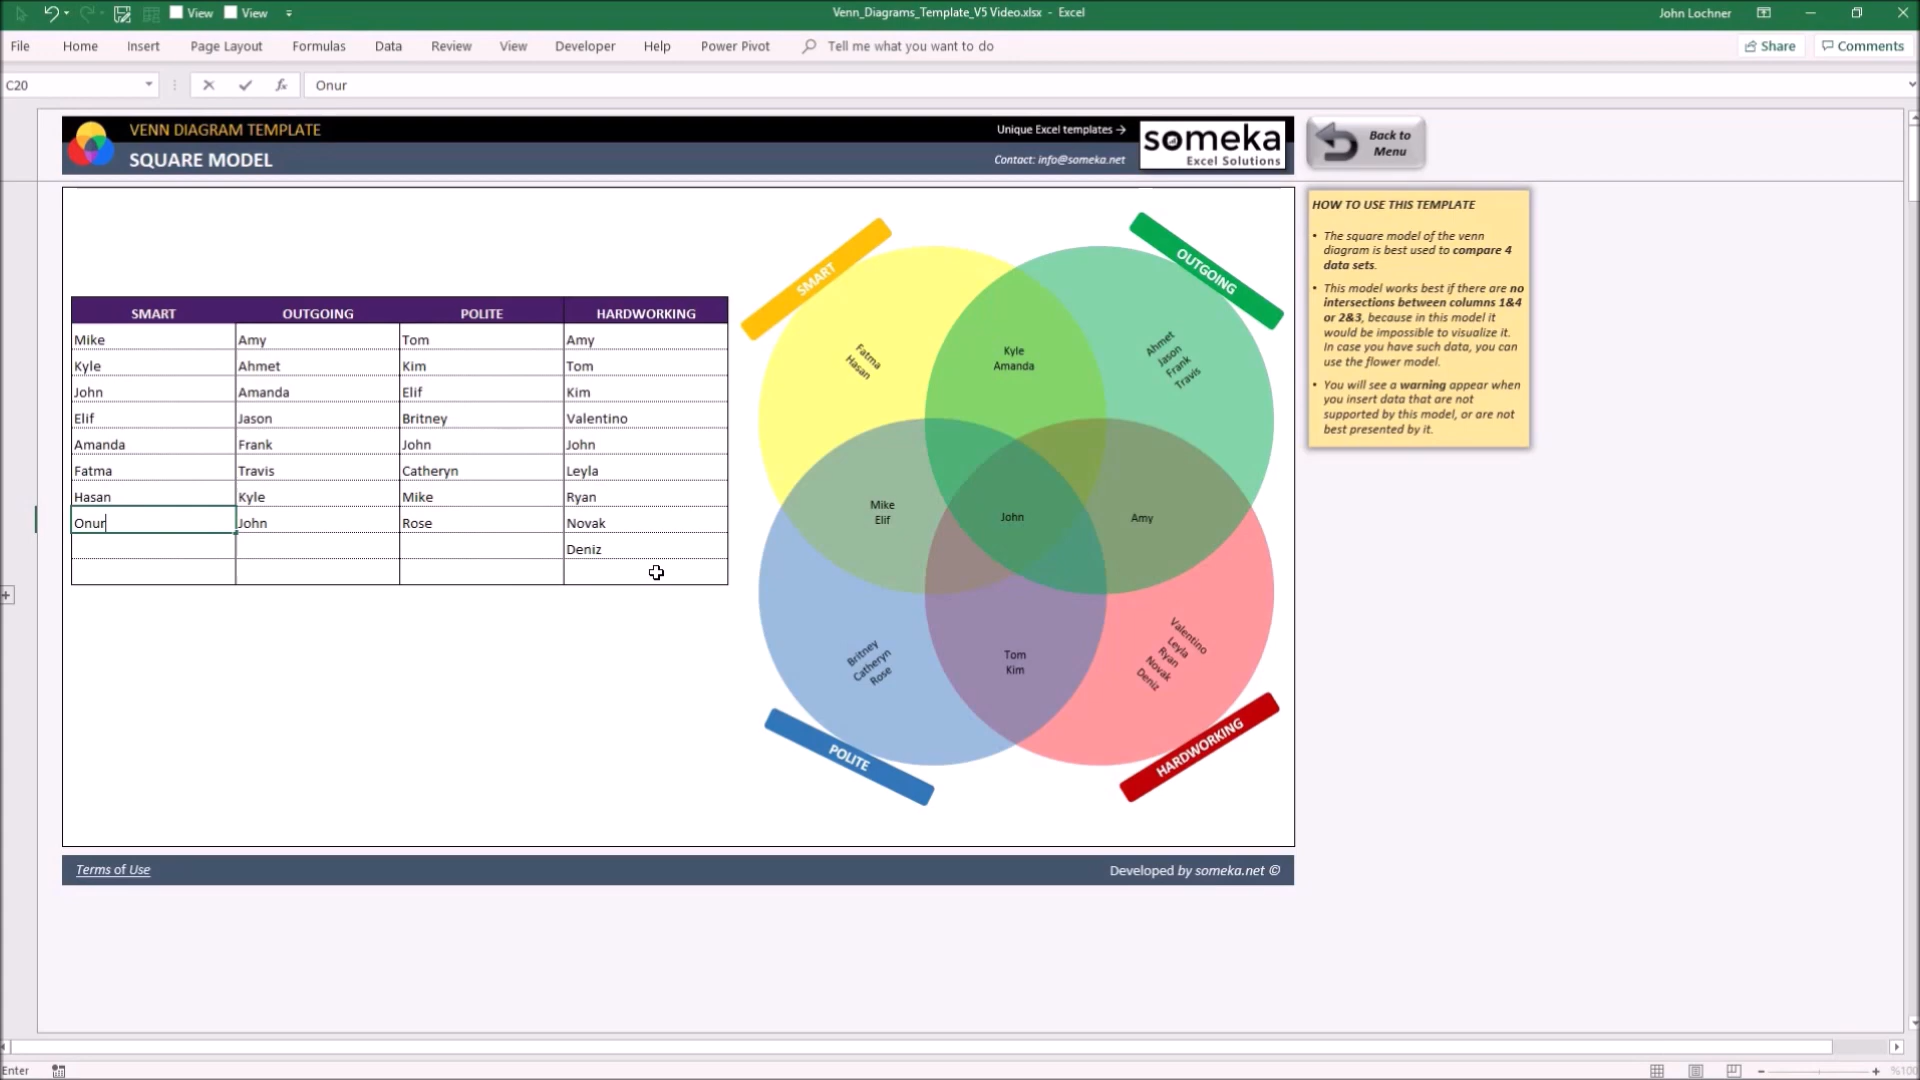 View
View
Venn_Diagrams_Template_V5 Video.xlsx - Excel
John Lochner
File Home Insert Page Layout Formulas Data Review View Developer Help Power Pivot Tell me what you want to do
Share
Comments
C20
fx
Onur
VENN DIAGRAM TEMPLATE
SQUARE MODEL
Unique Excel templates →
Contact: info@someka.net
someka
Excel Solutions
Back to
Menu
SMART OUTGOING POLITE HARDWORKING
Mike Amy Tom Amy
Kyle Ahmet Kim Tom
John Amanda Elif Kim
Elif Jason Britney Valentino
Amanda Frank John John
Fatma Travis Catheryn Leyla
Hasan Kyle Mike Ryan
Onur John Rose Novak
Deniz
SMART
OUTGOING
Fatma
Hasan
Kyle
Amanda
Ahmet
Jason
Frank
Travis
Mike
Elif
John
Amy
Britney
Catheryn
Rose
Tom
Kim
Valentino
Leyla
Ryan
Novak
Deniz
POLITE
HARDWORKING
HOW TO USE THIS TEMPLATE
• The square model of the venn
diagram is best used to compare 4
data sets.
• This model works best if there are no
intersections between columns 1&4
or 2&3, because in this model it
would be impossible to visualize it.
In case you have such data, you can
use the flower model.
• You will see a warning appear when
you insert data that are not
supported by this model, or are not
best presented by it.
Terms of Use
Developed by someka.net ©
Enter
%100